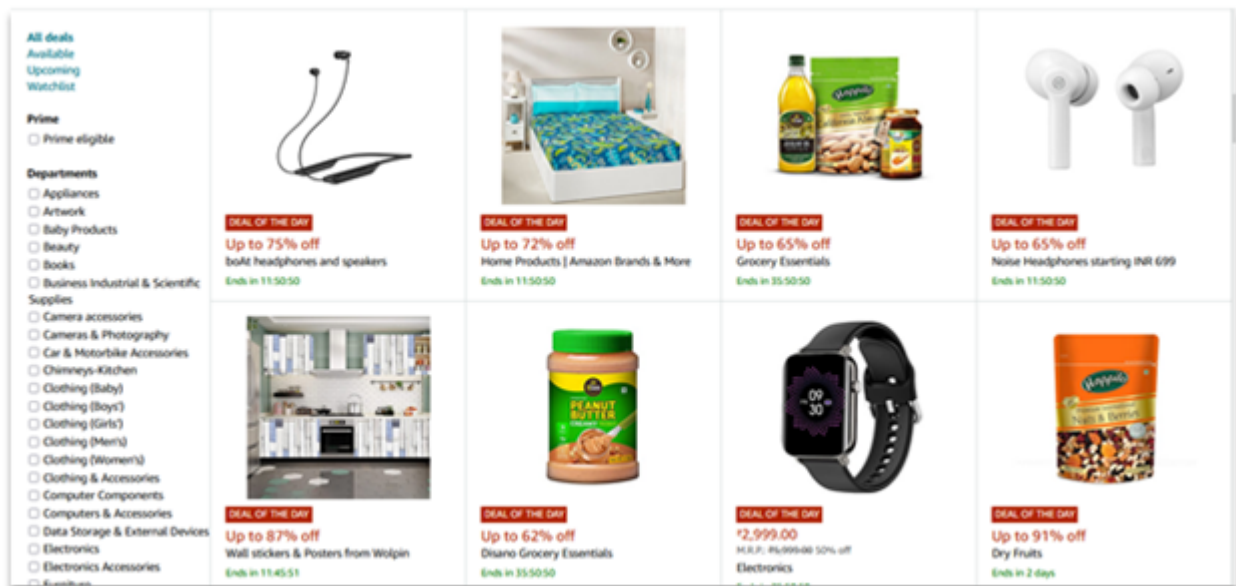 All deals
Available
Upcoming
Watchlist
Prime
Prime eligible
Departments
Appliances
Artwork
Baby Products
Beauty
Books
Business Industrial & Scientific
Supplies
Camera accessories
Cameras & Photography
Car & Motorbike Accessories
Chimneys-Kitchen
Clothing (Baby)
Clothing (Boys')
Clothing (Girls')
Clothing (Men's)
Clothing (Women's)
Clothing & Accessories
Computer Components
Computers & Accessories
Data Storage & External Devices
Electronics
Electronics Accessories
DEAL OF THE DAY
Up to 75% off
boAt headphones and speakers
Ends in 11:50:50
DEAL OF THE DAY
Up to 72% off
Home Products | Amazon Brands & More
Ends in 11:50:50
Happilo
DEAL OF THE DAY
Up to 65% off
Grocery Essentials
Ends in 35:50:50
DEAL OF THE DAY
Up to 65% off
Noise Headphones starting INR 699
Ends in 11:50:50
DEAL OF THE DAY
Up to 87% off
Wall stickers & Posters from Wolpin
Ends in 11:45:51
PEANUT
BUTTER
CREAMY
DEAL OF THE DAY
Up to 62% off
Disano Grocery Essentials
Ends in 35:50:50
09
30
DEAL OF THE DAY
₹2,999.00
M.R.P.: ₹5,999.00 50% off
Electronics
Happilo
Nuts & Berries
DEAL OF THE DAY
Up to 91% off
Dry Fruits
Ends in 2 days